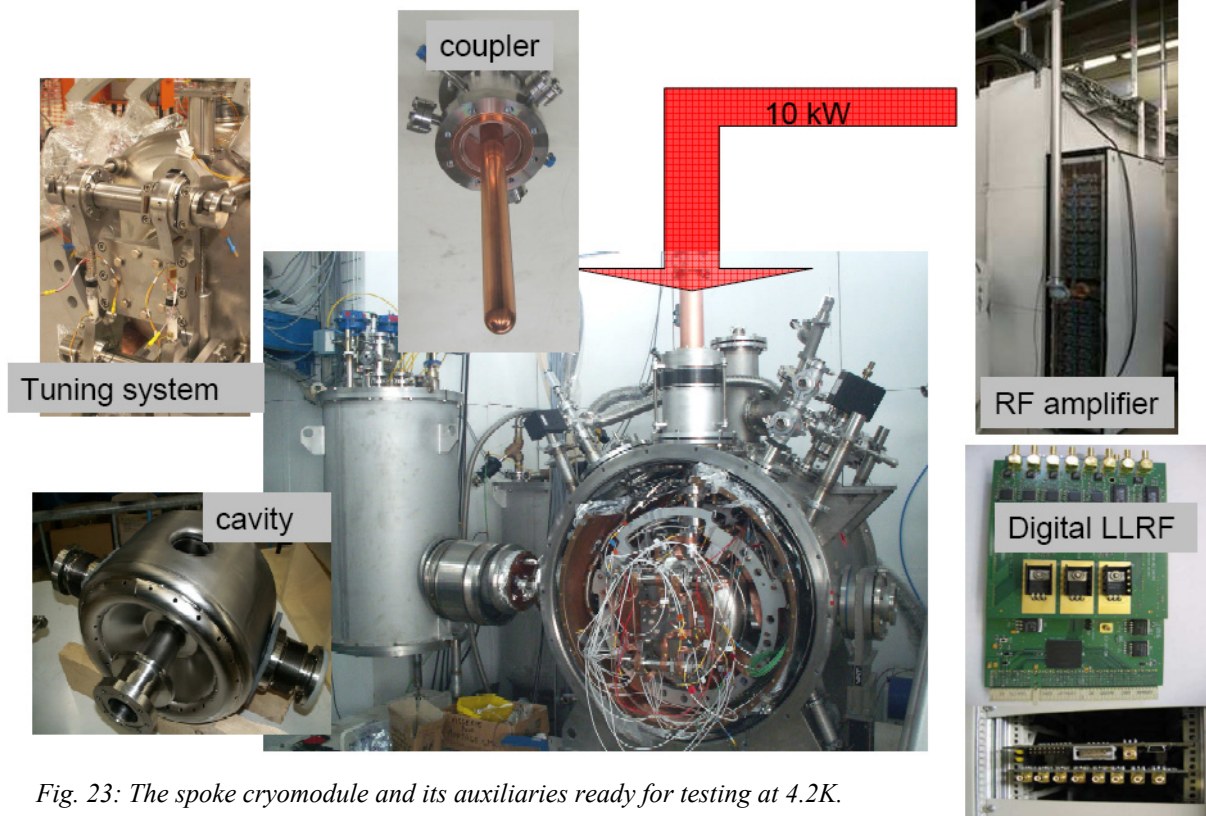 coupler
10 kW
Tuning system
RF amplifier
cavity
Digital LLRF
Fig. 23: The spoke cryomodule and its auxiliaries ready for testing at 4.2K.